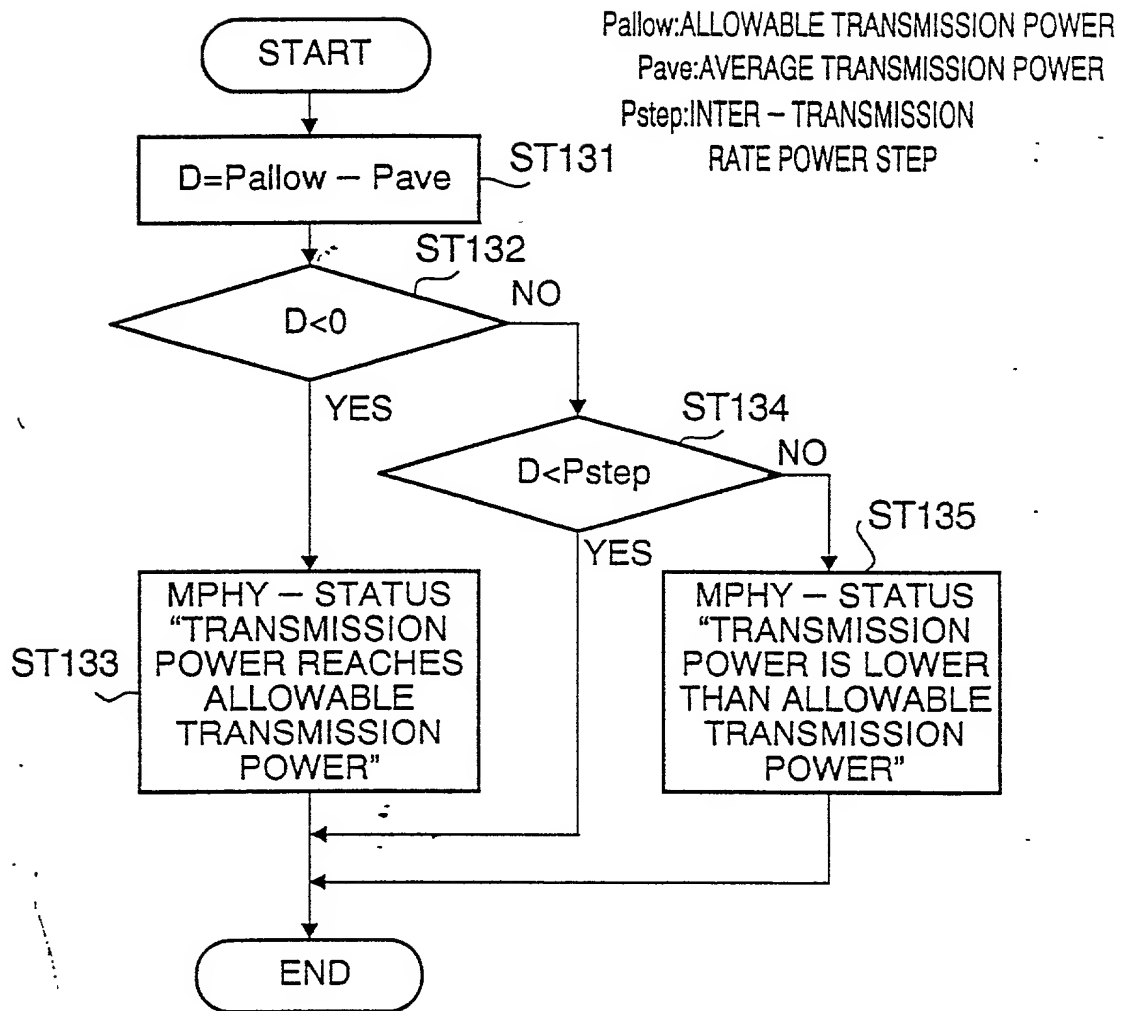 Pallow:ALLOWABLE TRANSMISSION POWER
Pave:AVERAGE TRANSMISSION POWER
Pstep:INTER – TRANSMISSION
RATE POWER STEP
START
ST131
D=Pallow – Pave
ST132
D<0
NO
YES
ST134
D<Pstep
NO
YES
ST135
ST133
MPHY – STATUS
“TRANSMISSION
POWER REACHES
ALLOWABLE
TRANSMISSION
POWER”
MPHY – STATUS
“TRANSMISSION
POWER IS LOWER
THAN ALLOWABLE
TRANSMISSION
POWER”
END